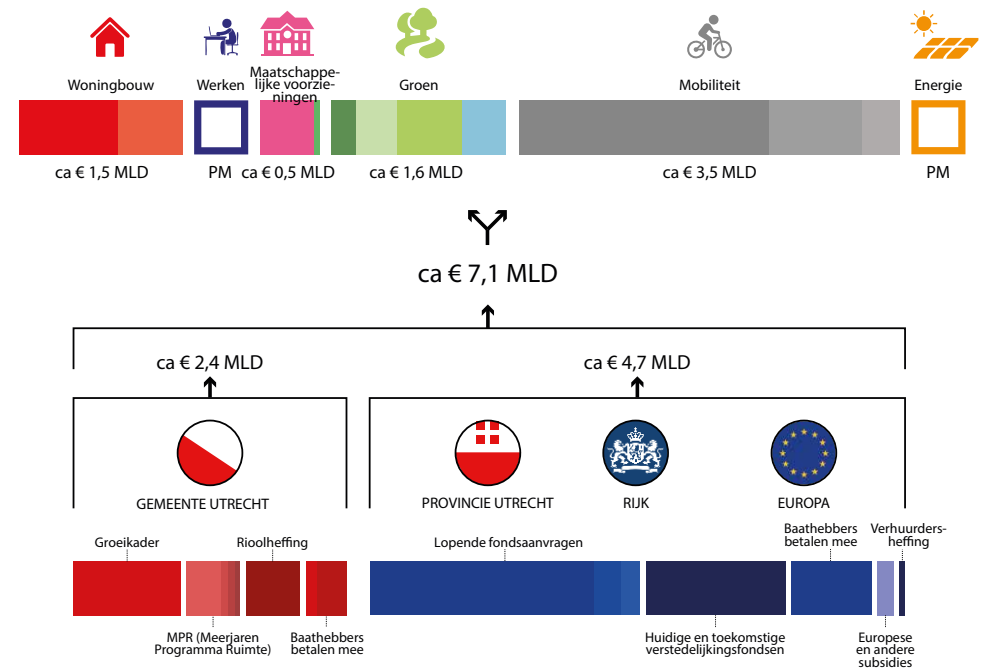 Woningbouw
Werken
Maatschappe-
lijke voorzie-
ningen
Groen
Mobiliteit
Energie
ca € 1,5 MLD
PM
ca € 0,5 MLD
ca € 1,6 MLD
ca € 3,5 MLD
PM
ca € 7,1 MLD
ca € 2,4 MLD
ca € 4,7 MLD
GEMEENTE UTRECHT
PROVINCIE UTRECHT
RIJK
EUROPA
Groeikader
Rioolheffing
Lopende fondsaanvragen
Baathebbers
betalen mee
Verhuurders-
heffing
MPR (Meerjaren
Programma Ruimte)
Baathebbers
betalen mee
Huidige en toekomstige
verstedelijkingsfondsen
Europese
en andere
subsidies